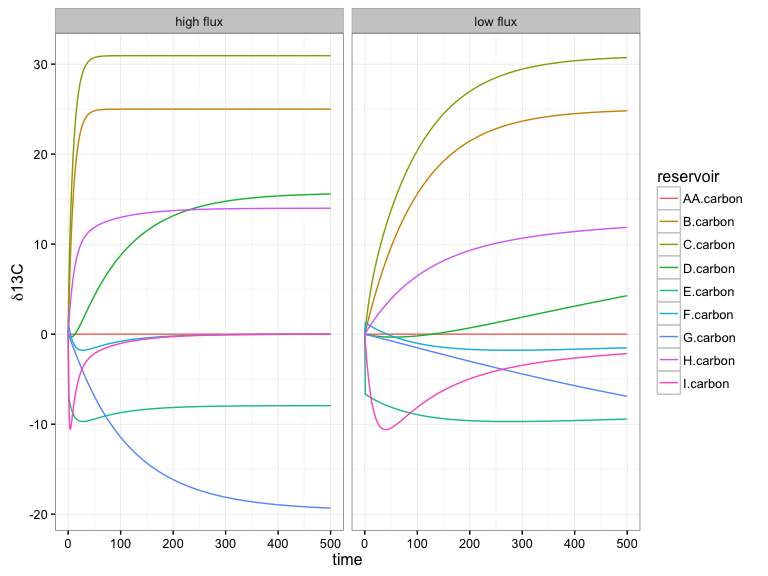 high flux
low flux
30
20
10
0
-10
-20
δ13C
0
100
200
300
400
500
0
100
200
300
400
500
time
reservoir
AA.carbon
B.carbon
C.carbon
D.carbon
E.carbon
F.carbon
G.carbon
H.carbon
I.carbon